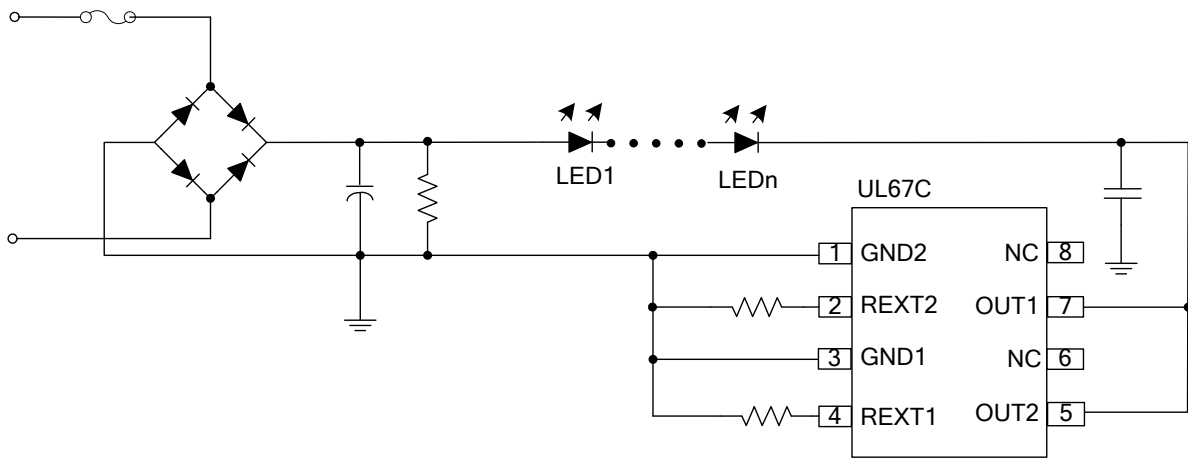 LED1
LEDn
UL67C
1 GND2 NC 8
2 REXT2 OUT1 7
3 GND1 NC 6
4 REXT1 OUT2 5